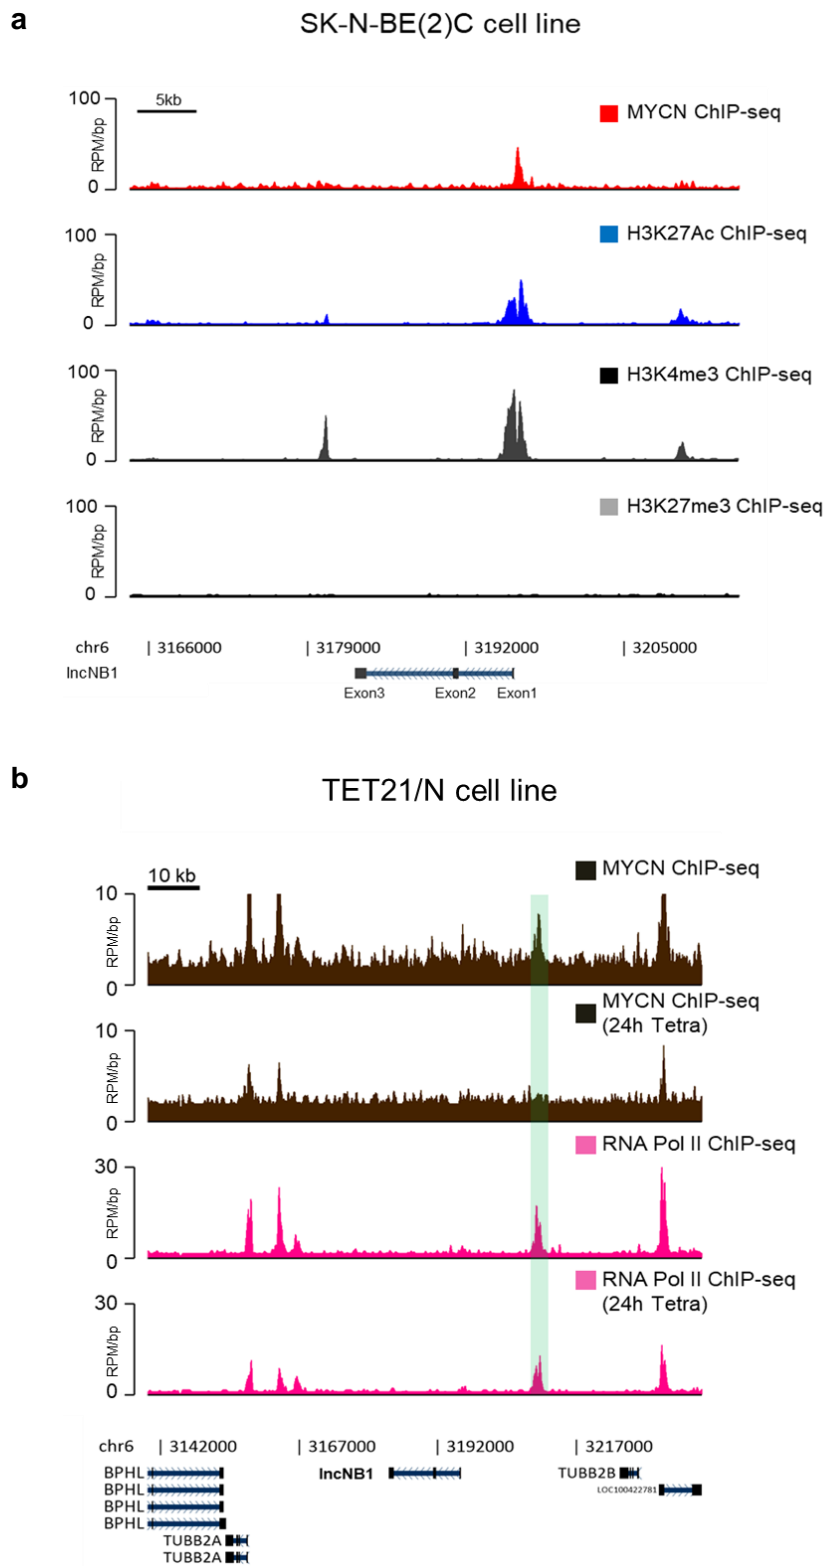 a
SK-N-BE(2)C cell line
5kb
100
RPM/bp
0
MYCN ChIP-seq
100
RPM/bp
0
H3K27Ac ChIP-seq
100
RPM/bp
0
H3K4me3 ChIP-seq
100
RPM/bp
0
H3K27me3 ChIP-seq
chr6 | 3166000 | 3179000 | 3192000 | 3205000
lncNB1
Exon3 Exon2 Exon1
b
TET21/N cell line
10 kb
10
RPM/bp
0
MYCN ChIP-seq
10
RPM/bp
0
MYCN ChIP-seq
(24h Tetra)
30
RPM/bp
0
RNA Pol II ChIP-seq
30
RPM/bp
0
RNA Pol II ChIP-seq
(24h Tetra)
chr6 | 3142000 | 3167000 | 3192000 | 3217000
BPHL lncNB1 TUBB2B
BPHL LOC100422781
BPHL
BPHL
TUBB2A
TUBB2A